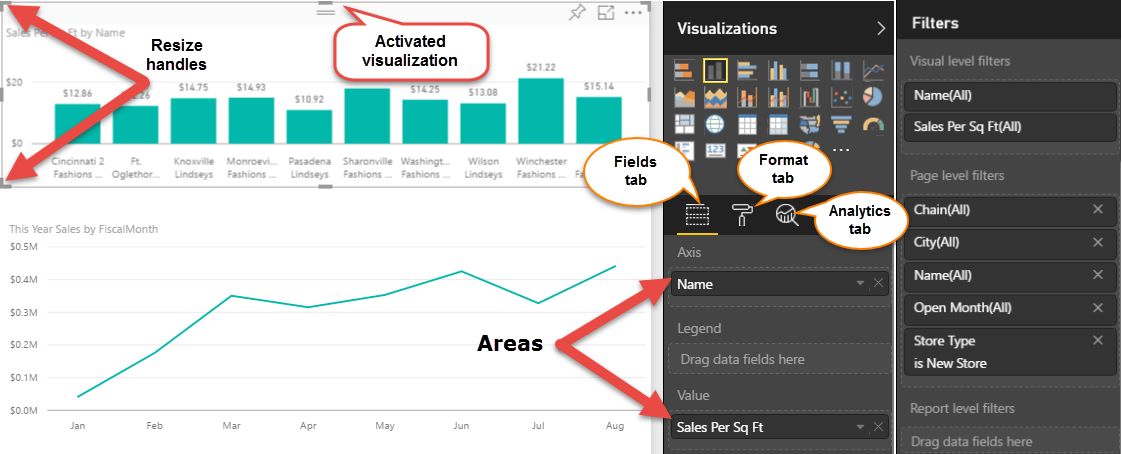 Sales Per Sq Ft by Name
Resize
handles
Activated
visualization
$20
$0
$12.86
$14.75
$14.93
$10.92
$14.25
$13.08
$21.22
$15.14
Cincinnati 2
Fashions ...
Ft.
Oglethor...
Knoxville
Lindseys
Monroevi...
Fashions ...
Pasadena
Lindseys
Sharonville
Fashions ...
Washingt...
Fashions ...
Wilson
Lindseys
Winchester
Fashions ...
This Year Sales by FiscalMonth
$0.5M
$0.4M
$0.3M
$0.2M
$0.1M
$0.0M
Jan Feb Mar Apr May Jun Jul Aug
Areas
Visualizations
123
R
...
Fields
tab
Format
tab
Analytics
tab
Axis
Name
Legend
Drag data fields here
Value
Sales Per Sq Ft
Filters
Visual level filters
Name(All)
Sales Per Sq Ft(All)
Page level filters
Chain(All)
City(All)
Name(All)
Open Month(All)
Store Type
is New Store
Report level filters
Drag data fields here